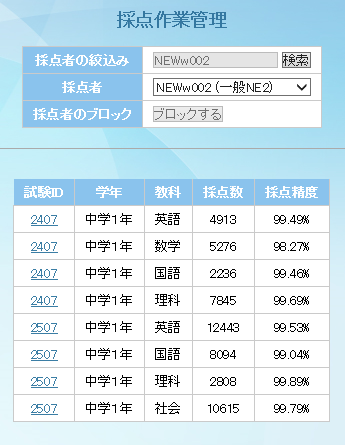 採点作業管理
採点者の絞込み NEWw002 検索
採点者 NEWw002 (一般NE2)
採点者のブロック ブロックする
試験ID 学年 教科 採点数 採点精度
2407 中学1年 英語 4913 99.49%
2407 中学1年 数学 5276 98.27%
2407 中学1年 国語 2236 99.46%
2407 中学1年 理科 7845 99.69%
2507 中学1年 英語 12443 99.53%
2507 中学1年 国語 8094 99.04%
2507 中学1年 理科 2808 99.89%
2507 中学1年 社会 10615 99.79%